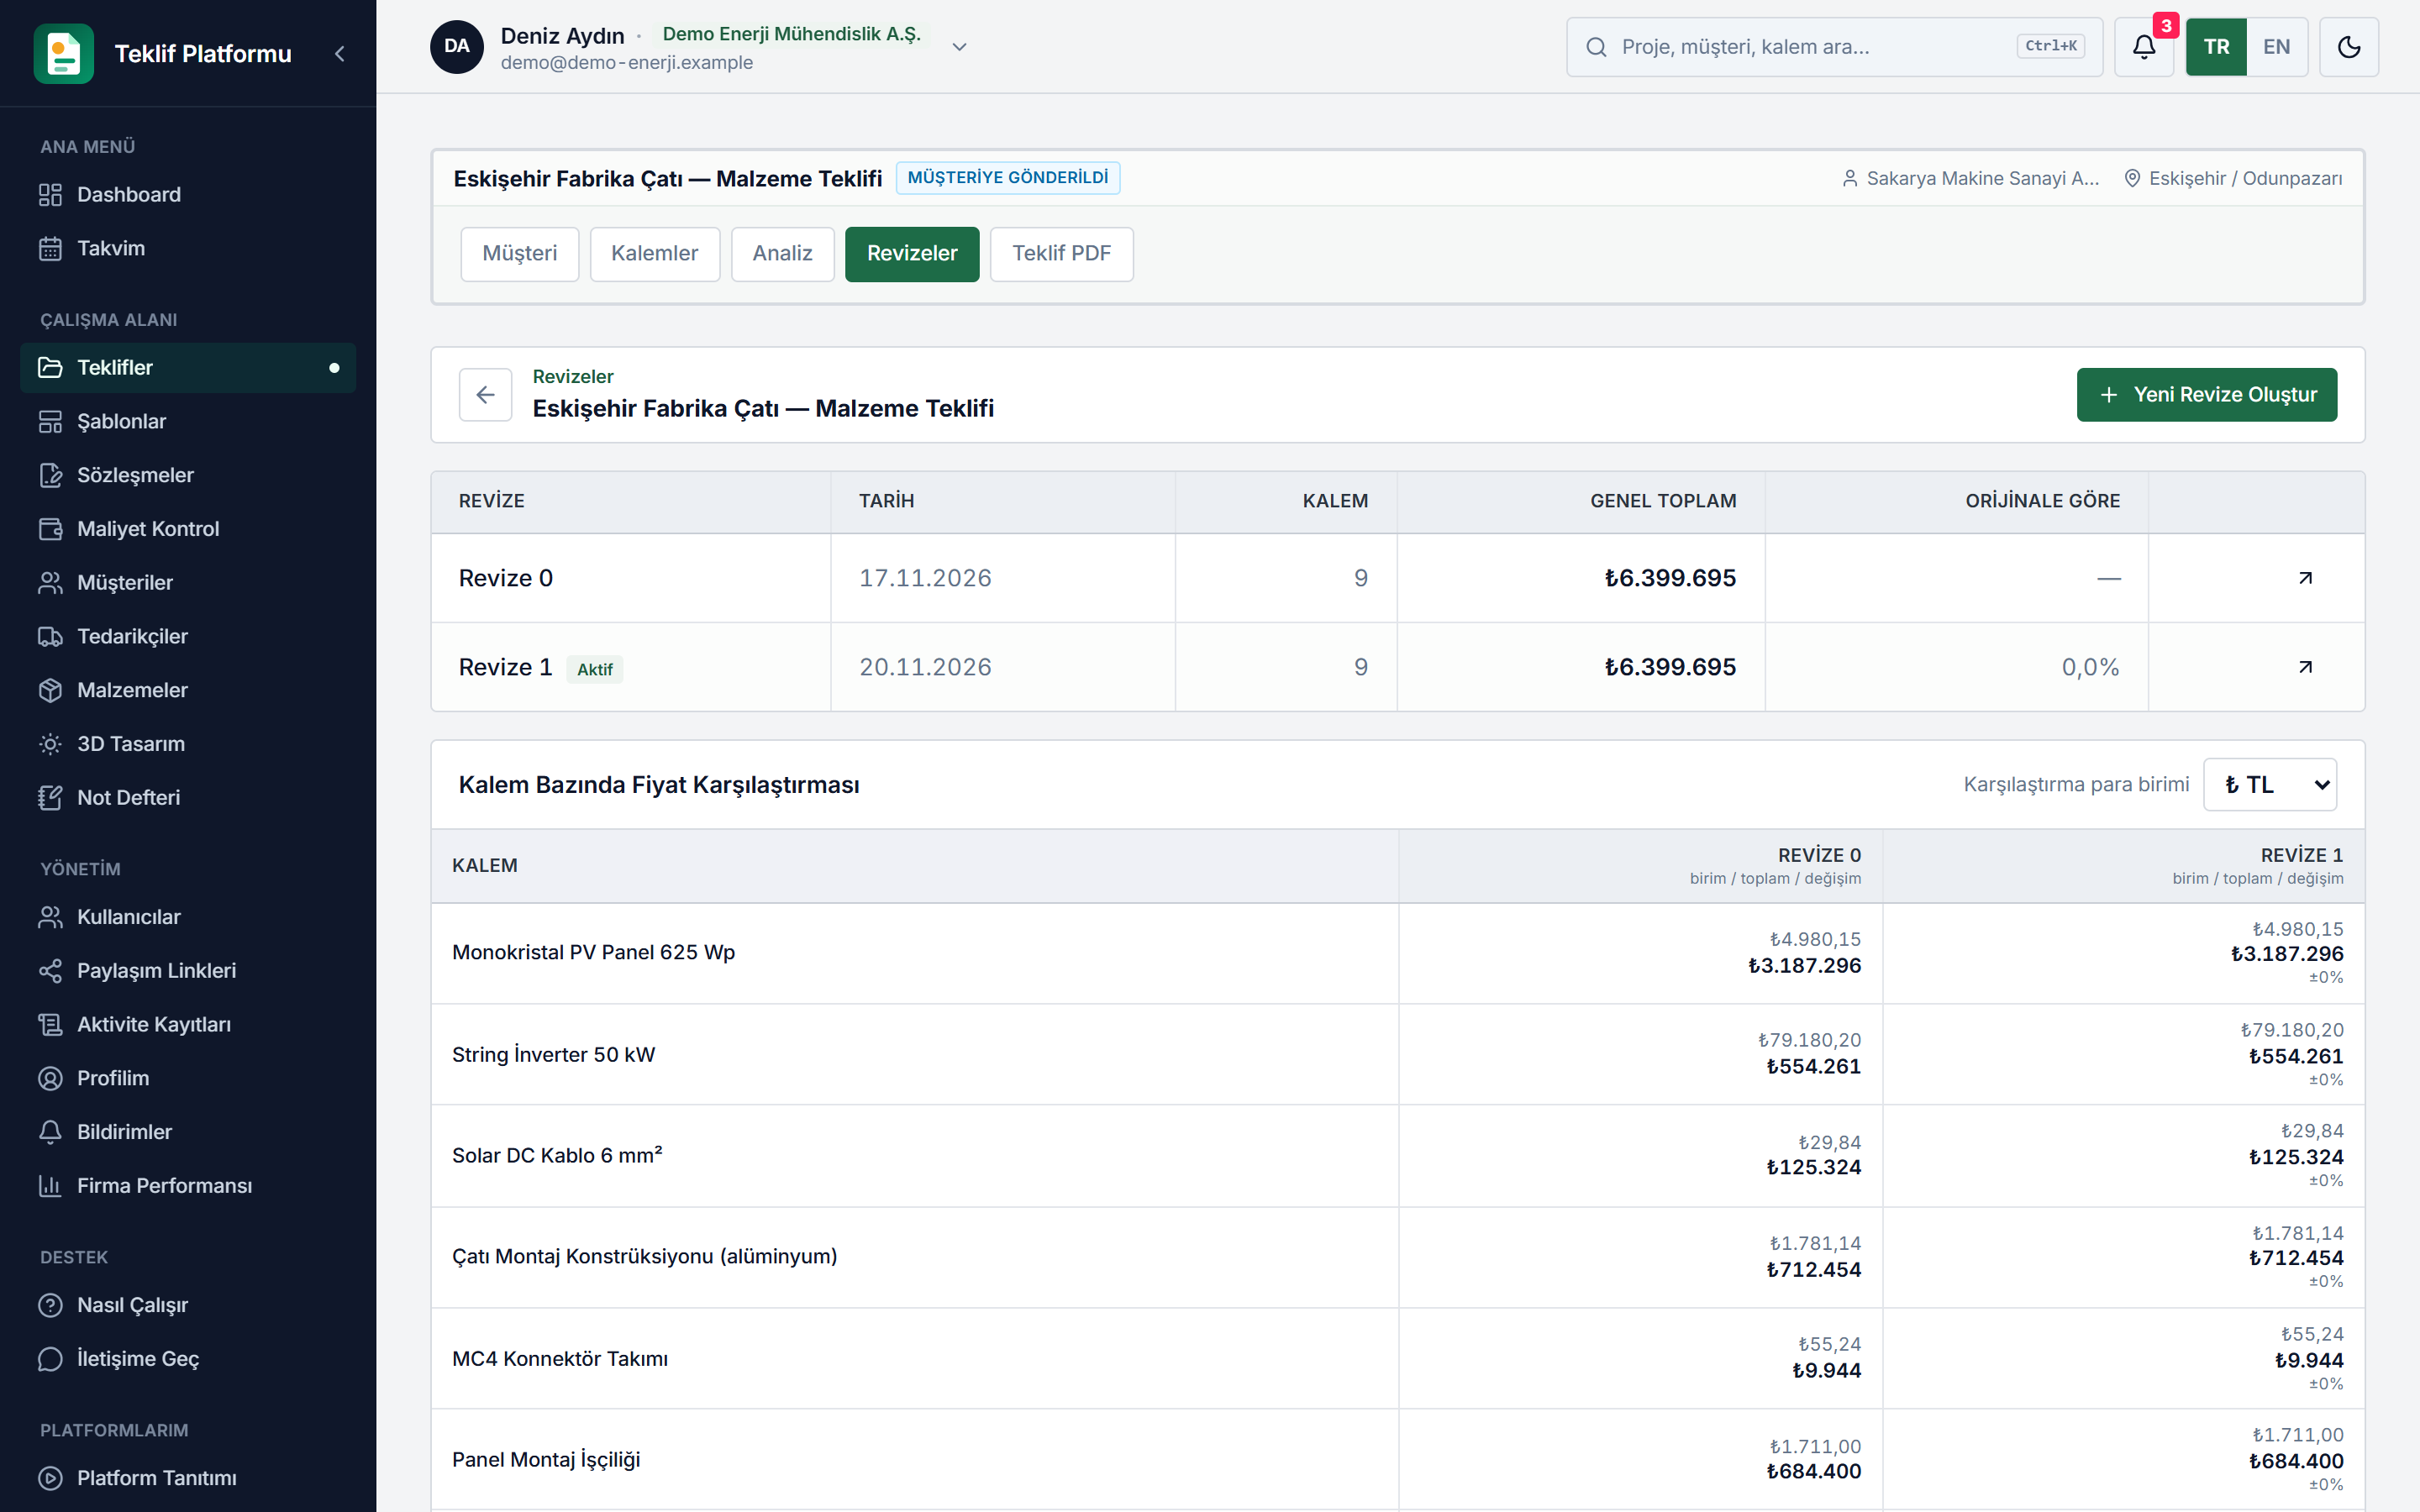 Teklif Platformu
ANA MENÜ
Dashboard
Takvim
ÇALIŞMA ALANI
Teklifler
Şablonlar
Sözleşmeler
Maliyet Kontrol
Müşteriler
Tedarikçiler
Malzemeler
3D Tasarım
Not Defteri
YÖNETİM
Kullanıcılar
Paylaşım Linkleri
Aktivite Kayıtları
Profilim
Bildirimler
Firma Performansı
DESTEK
Nasıl Çalışır
İletişime Geç
PLATFORMLARIM
Platform Tanıtımı
DA
Deniz Aydın · Demo Enerji Mühendislik A.Ş.
demo@demo-enerji.example
Proje, müşteri, kalem ara... Ctrl+K
3
TR EN
Eskişehir Fabrika Çatı — Malzeme Teklifi MÜŞTERİYE GÖNDERİLDİ
Sakarya Makine Sanayi A... Eskişehir / Odunpazarı
Müşteri Kalemler Analiz Revizeler Teklif PDF
Revizeler
Eskişehir Fabrika Çatı — Malzeme Teklifi
+ Yeni Revize Oluştur
REVİZE TARİH KALEM GENEL TOPLAM ORİJİNALE GÖRE
Revize 0 17.11.2026 9 ₺6.399.695 —
Revize 1 Aktif 20.11.2026 9 ₺6.399.695 0,0%
Kalem Bazında Fiyat Karşılaştırması
Karşılaştırma para birimi ₺ TL
KALEM
REVİZE 0
birim / toplam / değişim
REVİZE 1
birim / toplam / değişim
Monokristal PV Panel 625 Wp
₺4.980,15
₺3.187.296
₺4.980,15
₺3.187.296
±0%
String İnverter 50 kW
₺79.180,20
₺554.261
₺79.180,20
₺554.261
±0%
Solar DC Kablo 6 mm²
₺29,84
₺125.324
₺29,84
₺125.324
±0%
Çatı Montaj Konstrüksiyonu (alüminyum)
₺1.781,14
₺712.454
₺1.781,14
₺712.454
±0%
MC4 Konnektör Takımı
₺55,24
₺9.944
₺55,24
₺9.944
±0%
Panel Montaj İşçiliği
₺1.711,00
₺684.400
₺1.711,00
₺684.400
±0%